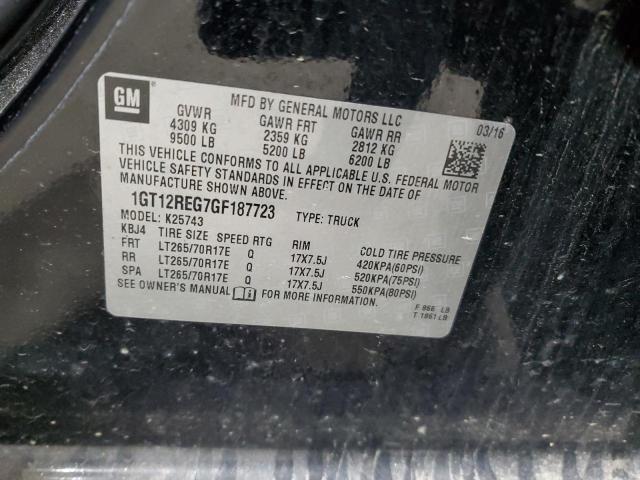 GM
MFD BY GENERAL MOTORS LLC 03/16
GVWR GAWR FRT GAWR RR
4309 KG 2359 KG 2812 KG
9500 LB 5200 LB 6200 LB
THIS VEHICLE CONFORMS TO ALL APPLICABLE U.S. FEDERAL MOTOR
VEHICLE SAFETY STANDARDS IN EFFECT ON THE DATE OF
MANUFACTURE SHOWN ABOVE.
1GT12REG7GF187723 TYPE: TRUCK
MODEL: K25743
KBJ4 TIRE SIZE SPEED RTG RIM COLD TIRE PRESSURE
FRT LT265/70R17E Q 17X7.5J 420KPA(60PSI)
RR LT265/70R17E Q 17X7.5J 520KPA(75PSI)
SPA LT265/70R17E Q 17X7.5J 550KPA(80PSI)
SEE OWNER'S MANUAL FOR MORE INFORMATION.
F 866 LB
T 1861 LB